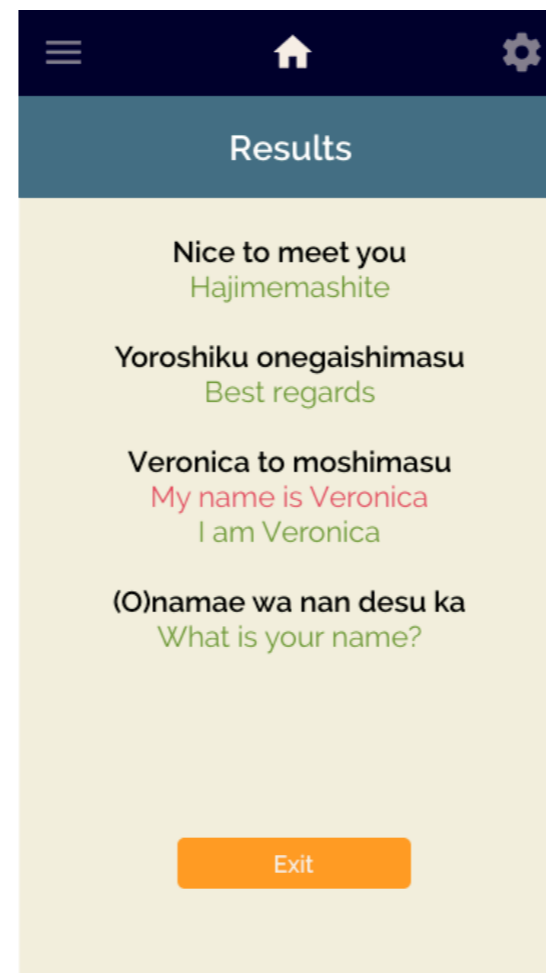 Results
Nice to meet you
Hajimemashite
Yoroshiku onegaishimasu
Best regards
Veronica to moshimasu
My name is Veronica
I am Veronica
(O)namae wa nan desu ka
What is your name?
Exit